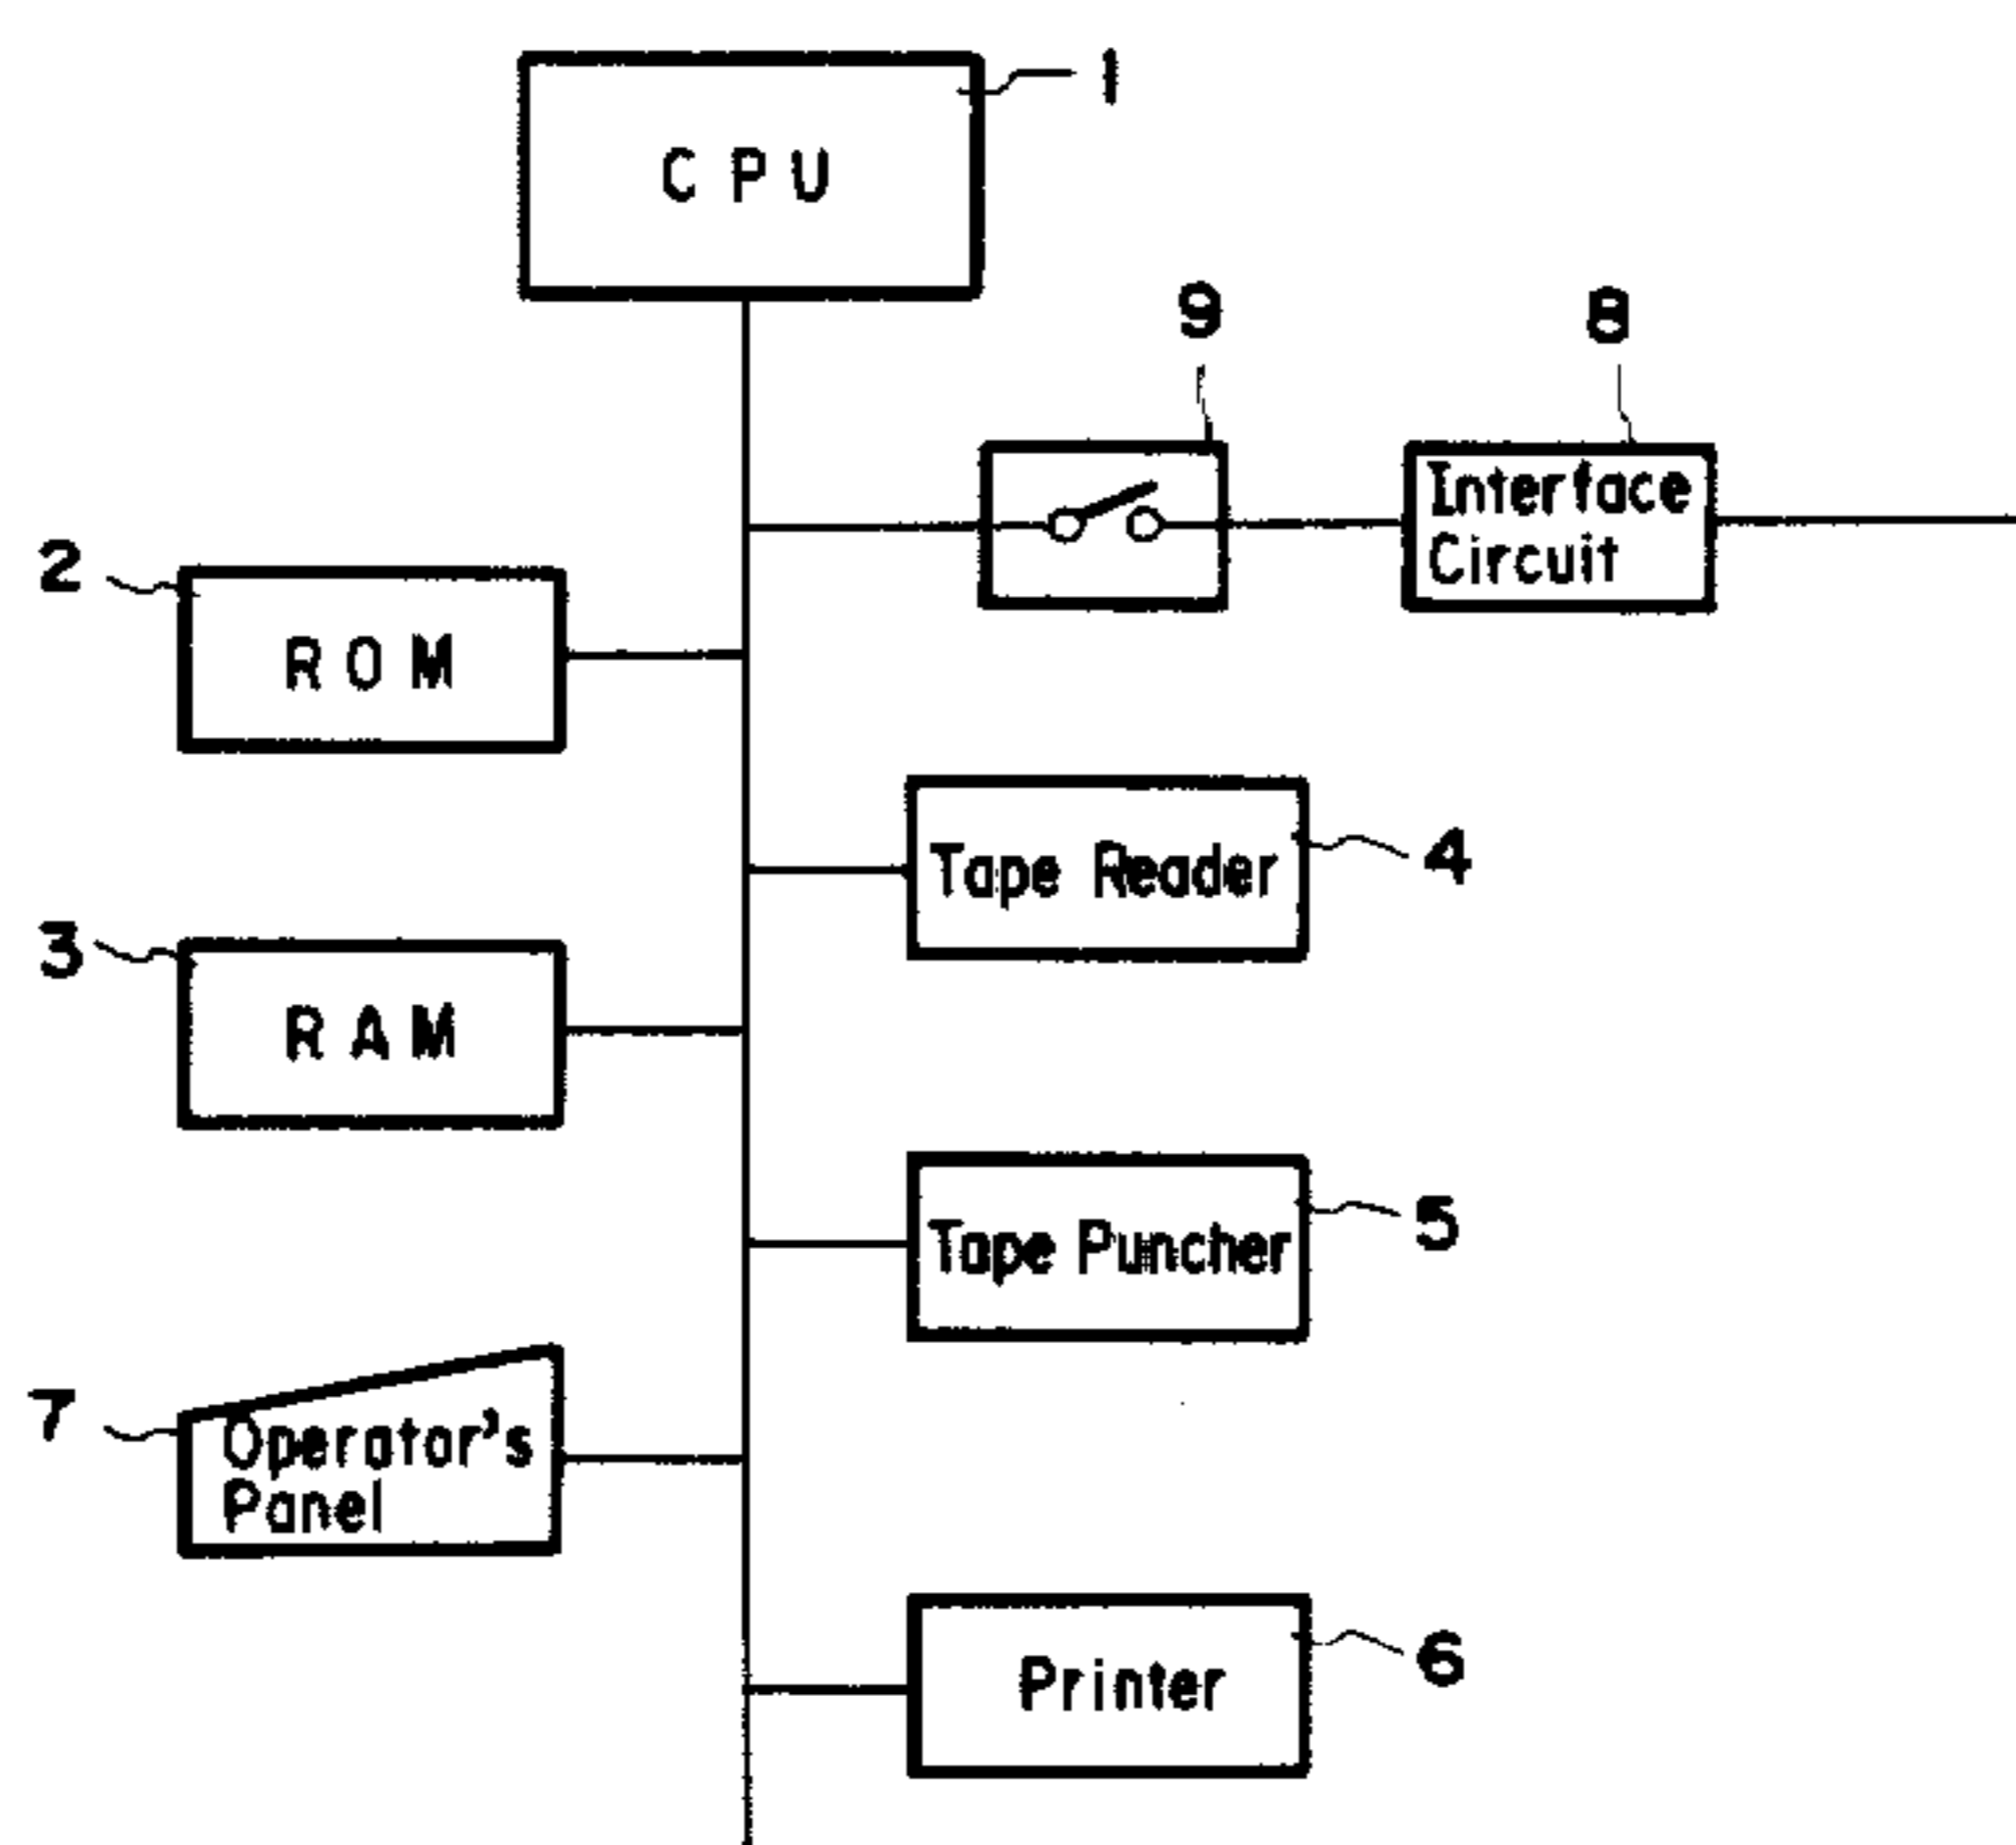 1
CPU
9
8
Interface
Circuit
2
ROM
Tape Reader
4
3
RAM
Tape Puncher
5
7
Operator's
Panel
Printer
6